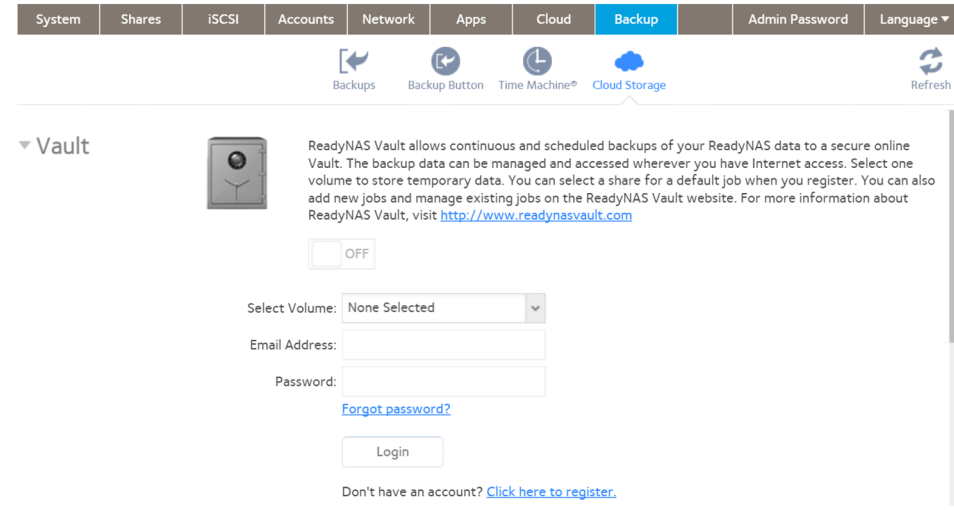 System Shares iSCSI Accounts Network Apps Cloud Backup Admin Password Language
Backups Backup Button Time Machine® Cloud Storage Refresh
Vault
ReadyNAS Vault allows continuous and scheduled backups of your ReadyNAS data to a secure online
Vault. The backup data can be managed and accessed wherever you have Internet access. Select one
volume to store temporary data. You can select a share for a default job when you register. You can also
add new jobs and manage existing jobs on the ReadyNAS Vault website. For more information about
ReadyNAS Vault, visit http://www.readynasvault.com
OFF
Select Volume: None Selected
Email Address:
Password:
Forgot password?
Login
Don't have an account? Click here to register.